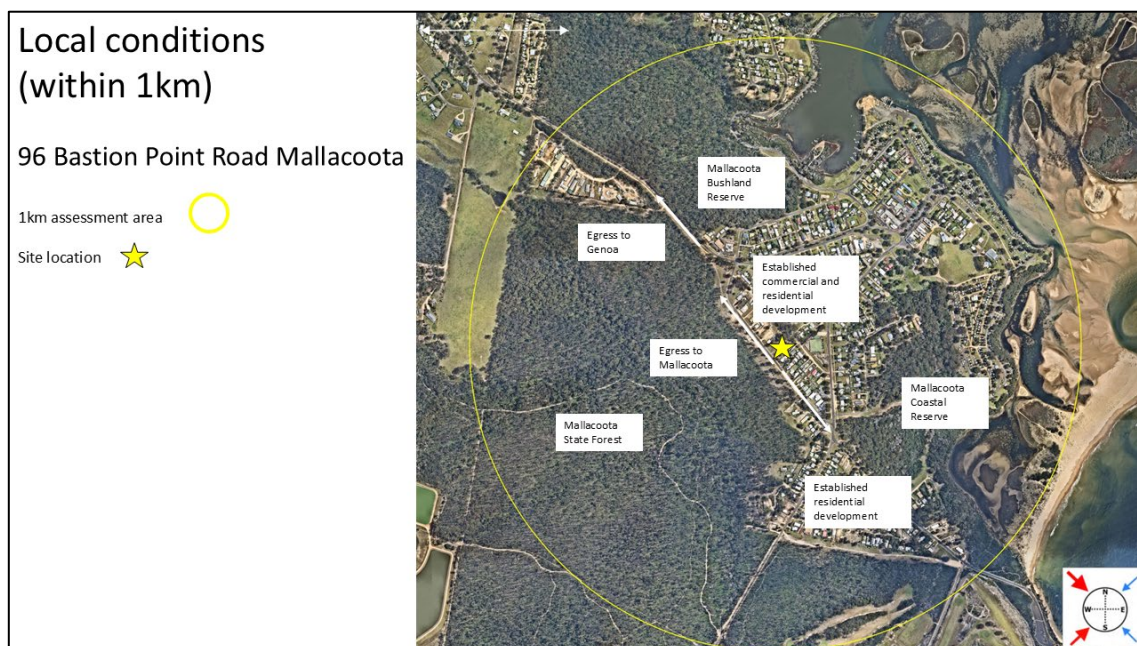 Local conditions
(within 1km)
96 Bastion Point Road Mallacoota
1km assessment area
Site location
Mallacoota
Bushland
Reserve
Egress to
Genoa
Established
commercial and
residential
development
Egress to
Mallacoota
Mallacoota
Coastal
Reserve
Mallacoota
State Forest
Established
residential
development
N
W
E
S